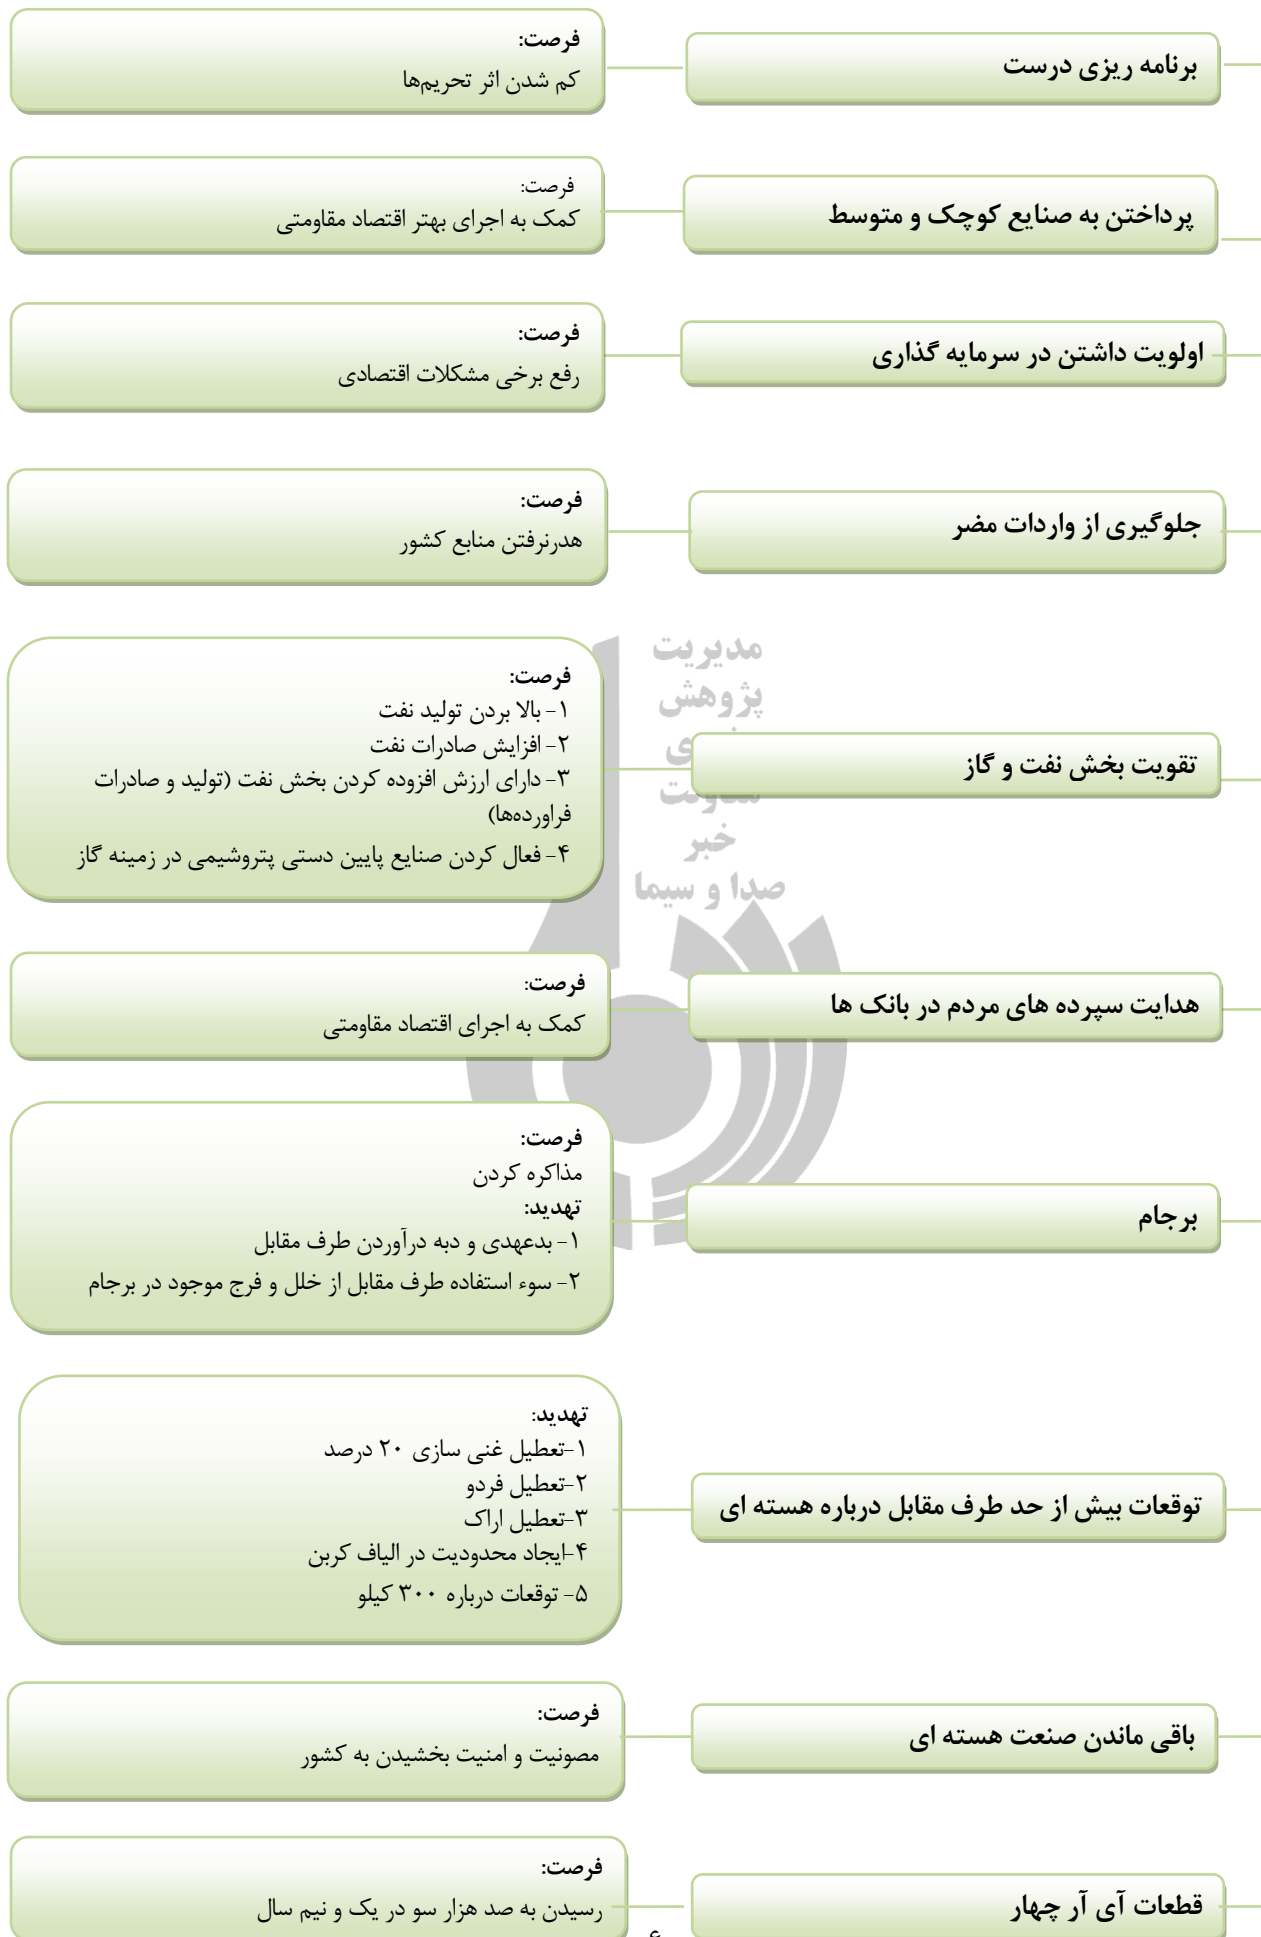 برنامه ریزی درست
فرصت:
کم شدن اثر تحریم‌ها
پرداختن به صنایع کوچک و متوسط
فرصت:
کمک به اجرای بهتر اقتصاد مقاومتی
اولویت داشتن در سرمایه گذاری
فرصت:
رفع برخی مشکلات اقتصادی
جلوگیری از واردات مضر
فرصت:
هدرنرفتن منابع کشور
مدیریت
پژوهش
خبر
صدا و سیما
تقویت بخش نفت و گاز
فرصت:
۱- بالا بردن تولید نفت
۲- افزایش صادرات نفت
۳- دارای ارزش افزوده کردن بخش نفت (تولید و صادرات
فراورده‌ها)
۴- فعال کردن صنایع پایین دستی پتروشیمی در زمینه گاز
هدایت سپرده های مردم در بانک ها
فرصت:
کمک به اجرای اقتصاد مقاومتی
برجام
فرصت:
مذاکره کردن
تهدید:
۱- بدعهدی و دبه درآوردن طرف مقابل
۲- سوء استفاده طرف مقابل از خلل و فرج موجود در برجام
توقعات بیش از حد طرف مقابل درباره هسته ای
تهدید:
۱-تعطیل غنی سازی ۲۰ درصد
۲-تعطیل فردو
۳-تعطیل اراک
۴-ایجاد محدودیت در الیاف کربن
۵- توقعات درباره ۳۰۰ کیلو
باقی ماندن صنعت هسته ای
فرصت:
مصونیت و امنیت بخشیدن به کشور
قطعات آی آر چهار
فرصت:
رسیدن به صد هزار سو در یک و نیم سال